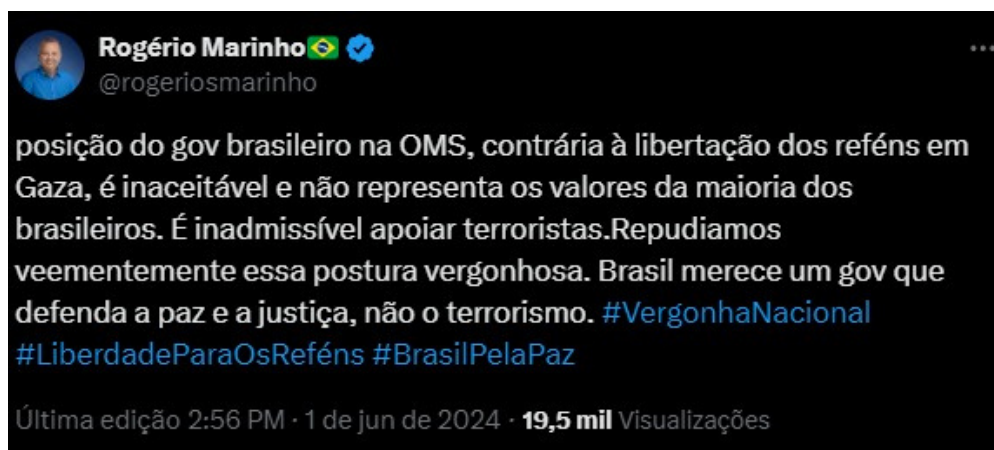 Rogério Marinho🇧🇷
@rogeriosmarinho
posição do gov brasileiro na OMS, contrária à libertação dos reféns em
Gaza, é inaceitável e não representa os valores da maioria dos
brasileiros. É inadmissível apoiar terroristas.Repudiamos
veementemente essa postura vergonhosa. Brasil merece um gov que
defenda a paz e a justiça, não o terrorismo. #VergonhaNacional
#LiberdadeParaOsReféns #BrasilPelaPaz
Última edição 2:56 PM · 1 de jun de 2024 · 19,5 mil Visualizações